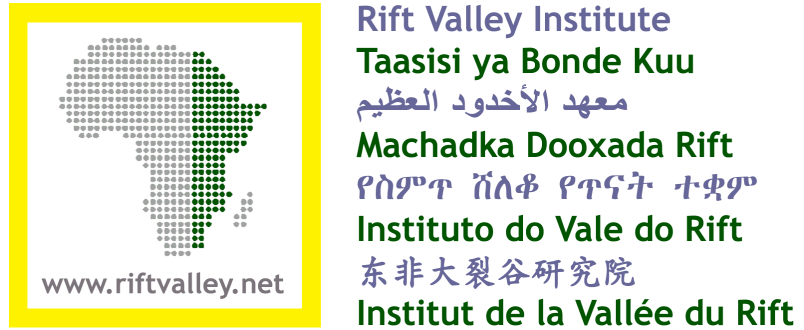 www.riftvalley.net
Rift Valley Institute
Taasisi ya Bonde Kuu
معهد الأخدود العظيم
Machadka Dooxada Rift
የስምጥ ሸለቆ የጥናት ተቋም
Instituto do Vale do Rift
东非大裂谷研究院
Institut de la Vallée du Rift